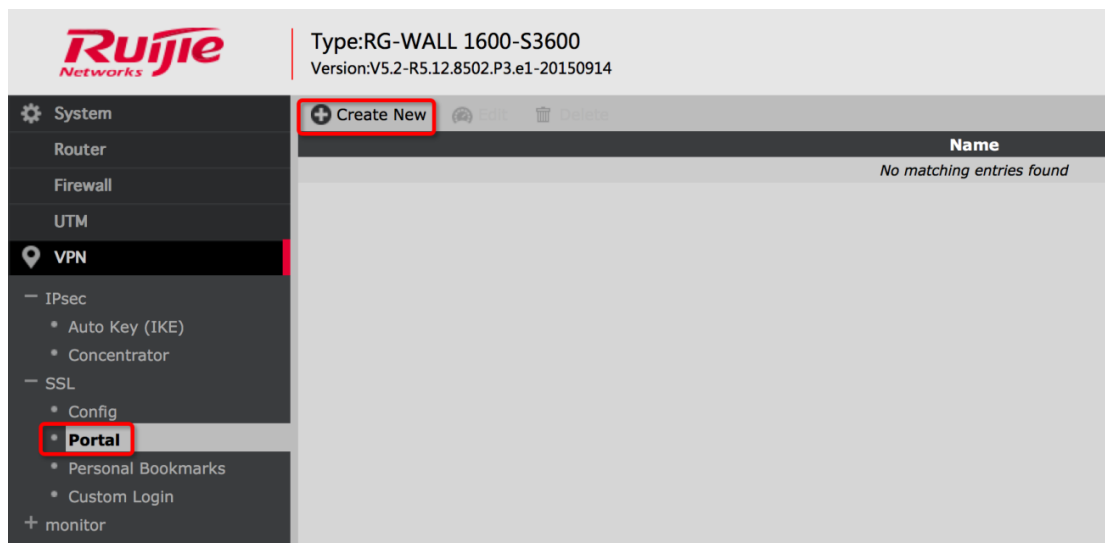 Ruijie
Networks
Type:RG-WALL 1600-S3600
Version:V5.2-R5.12.8502.P3.e1-20150914
System
Router
Firewall
UTM
VPN
IPsec
Auto Key (IKE)
Concentrator
SSL
Config
Portal
Personal Bookmarks
Custom Login
monitor
Create New Edit Delete
Name
No matching entries found